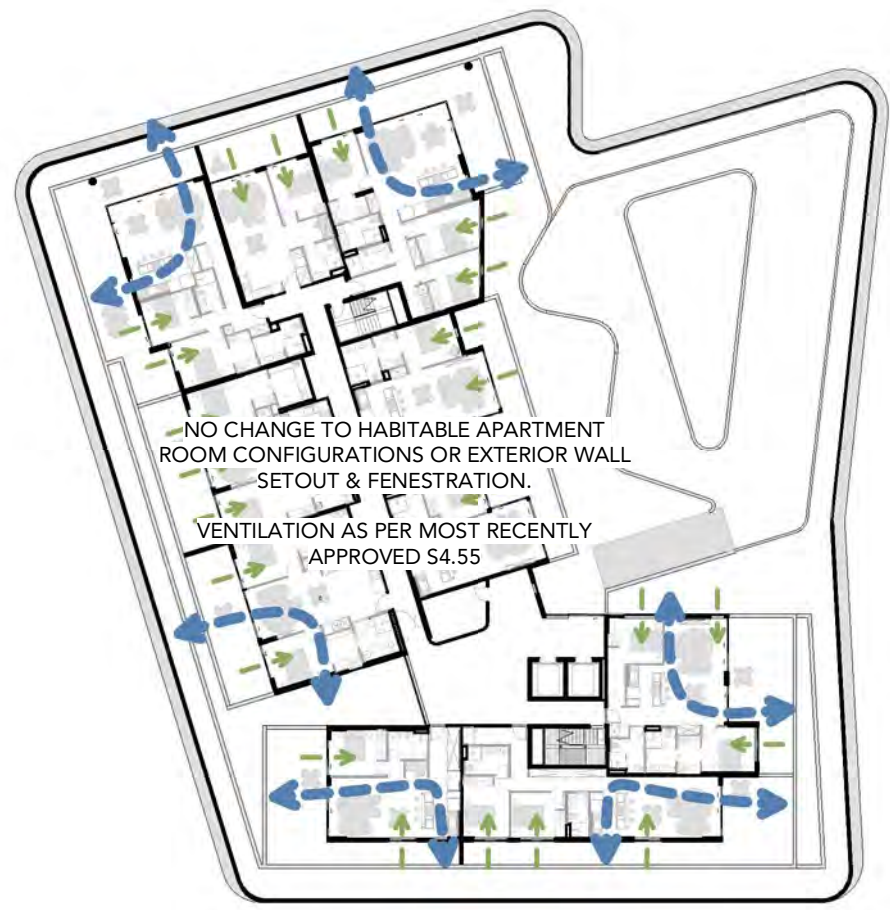 NO CHANGE TO HABITABLE APARTMENT
ROOM CONFIGURATIONS OR EXTERIOR WALL
SETOUT & FENESTRATION.
VENTILATION AS PER MOST RECENTLY
APPROVED S4.55